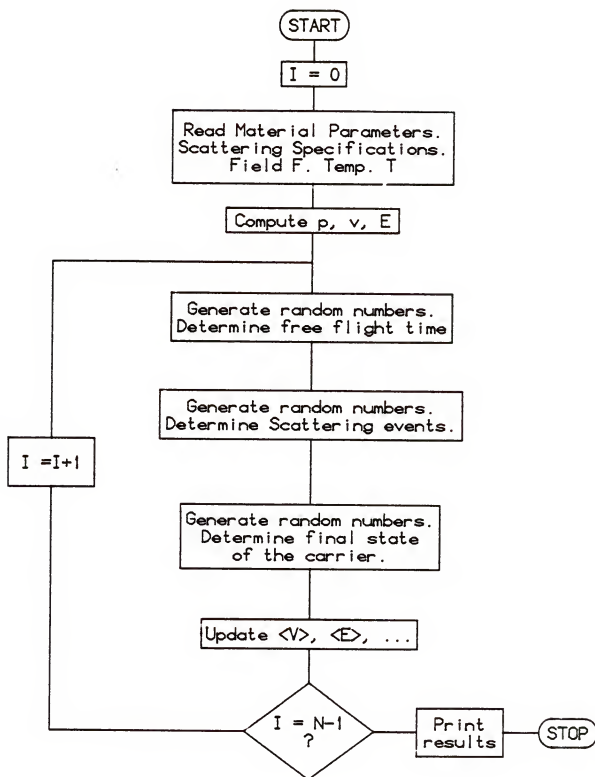 START
I = 0
Read Material Parameters.
Scattering Specifications.
Field F. Temp. T
Compute p, v, E
Generate random numbers.
Determine free flight time
Generate random numbers.
Determine Scattering events.
I =I+1
Generate random numbers.
Determine final state
of the carrier.
Update <V>, <E>, ...
I = N-1
?
Print
results
STOP